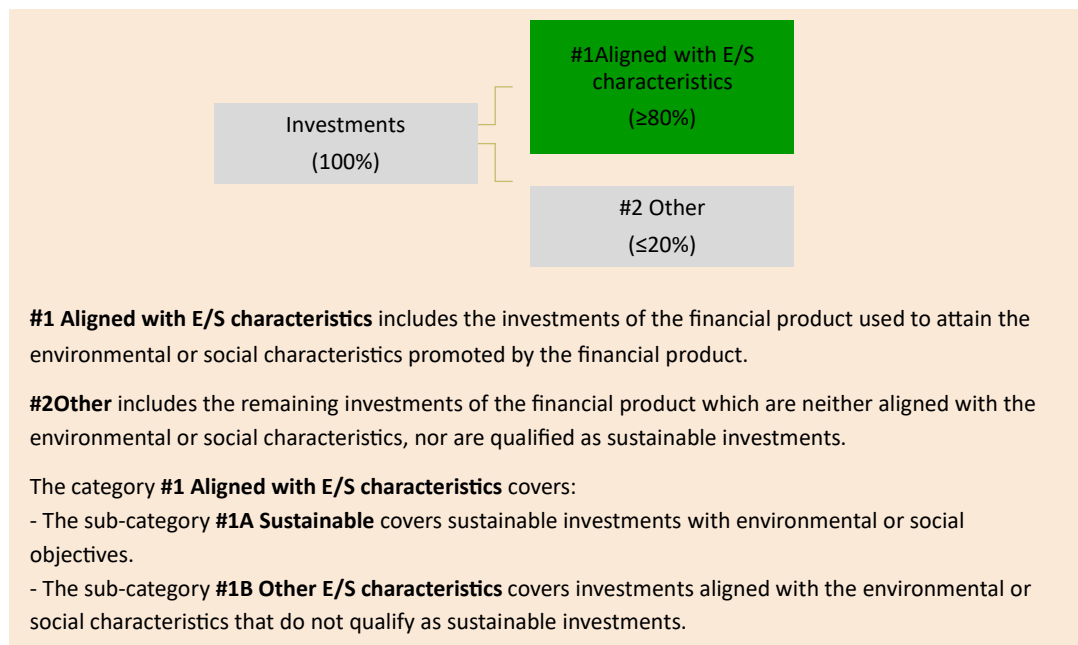 #1Aligned with E/S
characteristics
(≥80%)
Investments
(100%)
#2 Other
(≤20%)
#1 Aligned with E/S characteristics includes the investments of the financial product used to attain the
environmental or social characteristics promoted by the financial product.
#2Other includes the remaining investments of the financial product which are neither aligned with the
environmental or social characteristics, nor are qualified as sustainable investments.
The category #1 Aligned with E/S characteristics covers:
- The sub-category #1A Sustainable covers sustainable investments with environmental or social
objectives.
- The sub-category #1B Other E/S characteristics covers investments aligned with the environmental or
social characteristics that do not qualify as sustainable investments.